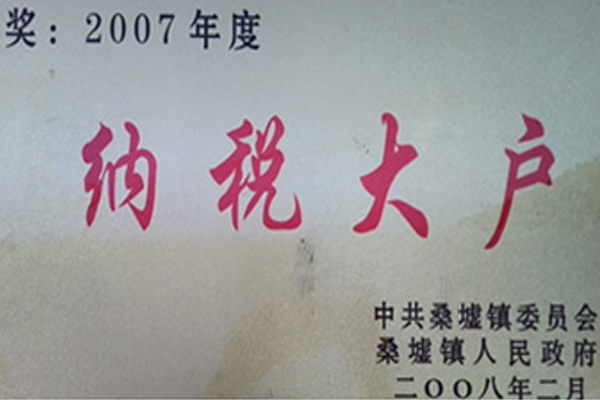 奖：2007年度
纳税大户
中共桑墟镇委员会
桑墟镇人民政府
二〇〇八年二月